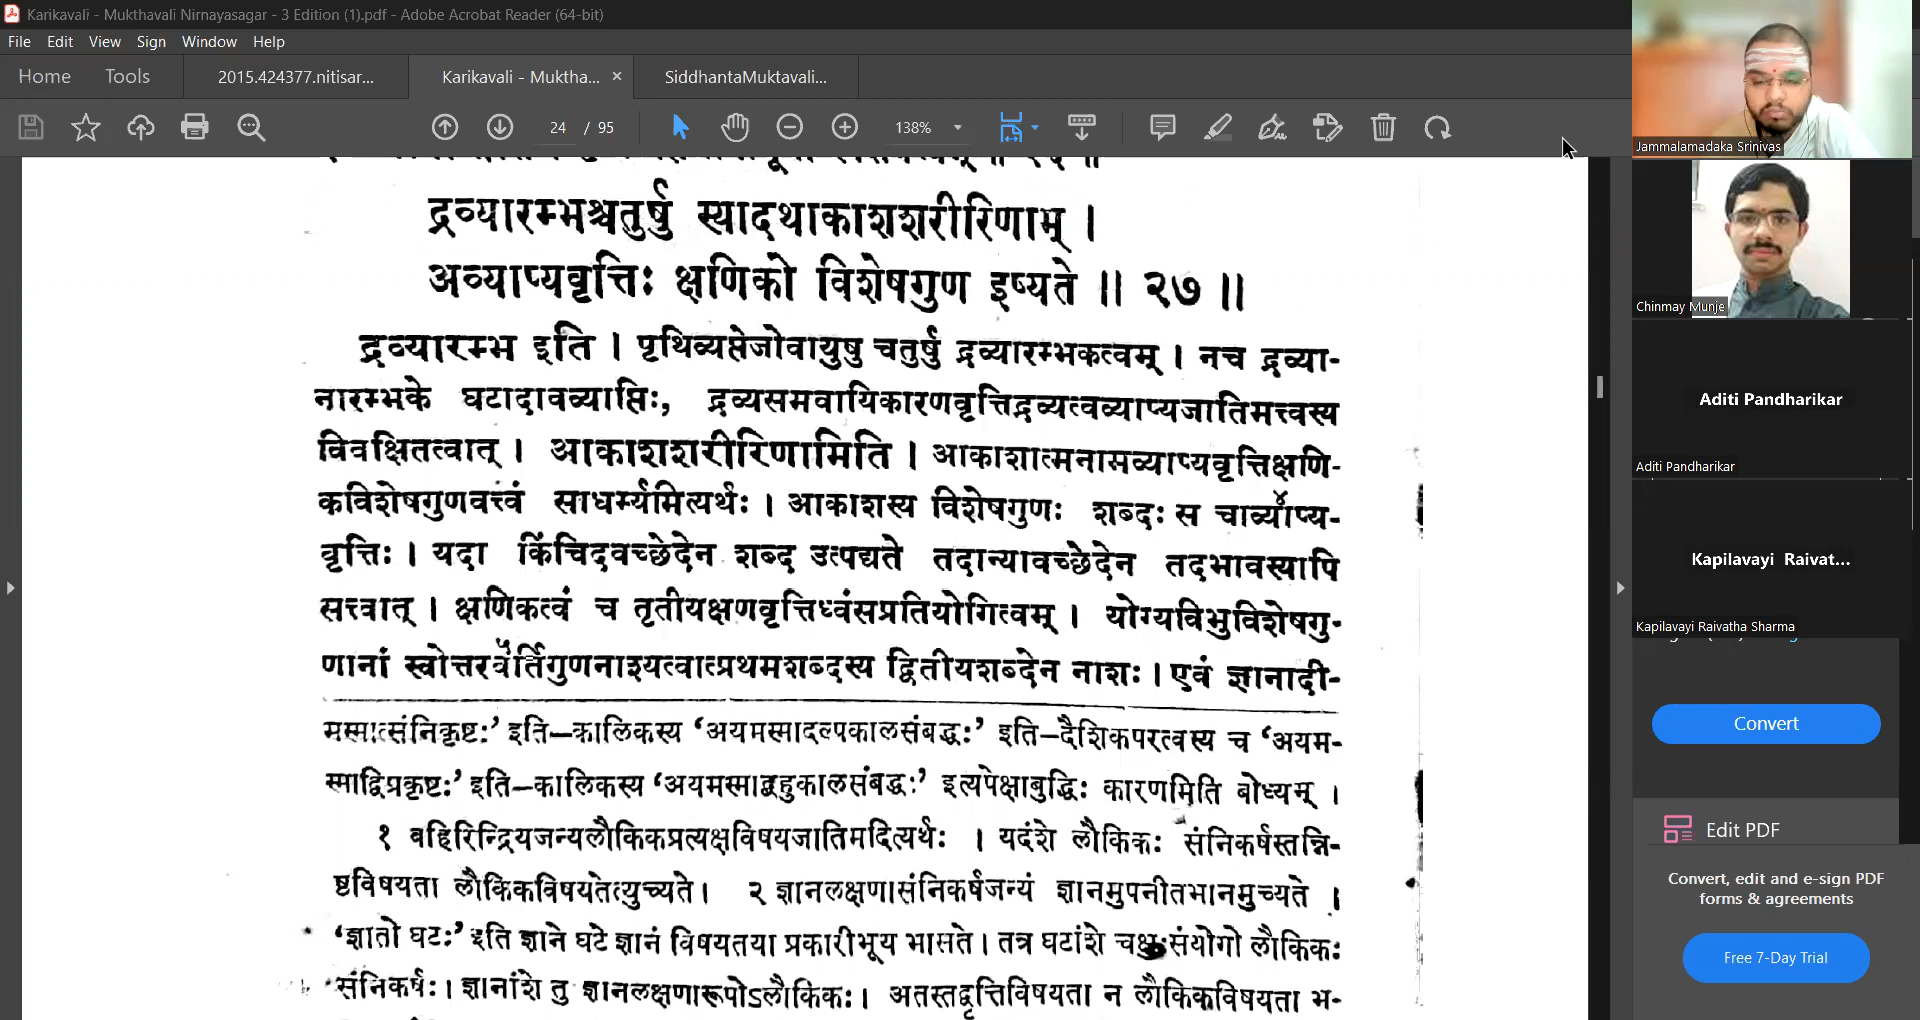 Karikavali - Mukthavali Nirnayasagar - 3 Edition (1).pdf - Adobe Acrobat Reader (64-bit)
File Edit View Sign Window Help
Home Tools 2015.424377.nitisar... Karikavali - Muktha... × SiddhantaMuktavali...
24 / 95 138%
द्रव्यारम्भश्चतुर्षु स्यादथाकाशशरीरिणाम् ।
अव्याप्यवृत्तिः क्षणिको विशेषगुण इष्यते ॥ २७ ॥
द्रव्यारम्भ इति । पृथिव्यप्तेजोवायुषु चतुर्षु द्रव्यारम्भकत्वम् । नच द्रव्या-
नारम्भके घटादावव्याप्तिः, द्रव्यसमवायिकारणवृत्तिद्रव्यत्वव्याप्यजातिमत्त्वस्य
विवक्षितत्वात् । आकाशशरीरिणामिति । आकाशात्मनामव्याप्यवृत्तिक्षणि-
कविशेषगुणवत्त्वं साधर्म्यमित्यर्थः । आकाशस्य विशेषगुणः शब्दः स चाव्याप्य-
वृत्तिः । यदा किंचिदवच्छेदेन शब्द उत्पद्यते तदान्यावच्छेदेन तदभावस्यापि
सत्त्वात् । क्षणिकत्वं च तृतीयक्षणवृत्तिध्वंसप्रतियोगित्वम् । योग्यविभुविशेषगु-
णानां स्वोत्तरवर्तिगुणनाश्यत्वात्प्रथमशब्दस्य द्वितीयशब्देन नाशः । एवं ज्ञानादी-
मस्मात्संनिकृष्टः’ इति–कालिकस्य ‘अयमस्मादल्पकालसंबद्धः’ इति–दैशिकपरत्वस्य च ‘अयम-
स्माद्विप्रकृष्टः’ इति–कालिकस्य ‘अयमस्माद्बहुकालसंबद्धः’ इत्यपेक्षाबुद्धिः कारणमिति बोध्यम् ।
१ बहिरिन्द्रियजन्यलौकिकप्रत्यक्षविषयजातिमदित्यर्थः । यदंशे लौकिकः संनिकर्षस्तन्नि-
ष्ठविषयता लौकिकविषयतेत्युच्यते । २ ज्ञानलक्षणासंनिकर्षजन्यं ज्ञानमुपनीतभानमुच्यते ।
‘ज्ञातो घटः’ इति ज्ञाने घटे ज्ञानं विषयतया प्रकारीभूय भासते । तत्र घटांशे चक्षुःसंयोगो लौकिकः
संनिकर्षः । ज्ञानांशे तु ज्ञानलक्षणारूपोऽलौकिकः । अतस्तद्वृत्तिविषयता न लौकिकविषयता भ-
Jammalamadaka Srinivas
Chinmay Munje
Aditi Pandharikar
Aditi Pandharikar
Kapilavayi Raivat...
Kapilavayi Raivatha Sharma
Convert
Edit PDF
Convert, edit and e-sign PDF
forms & agreements
Free 7-Day Trial